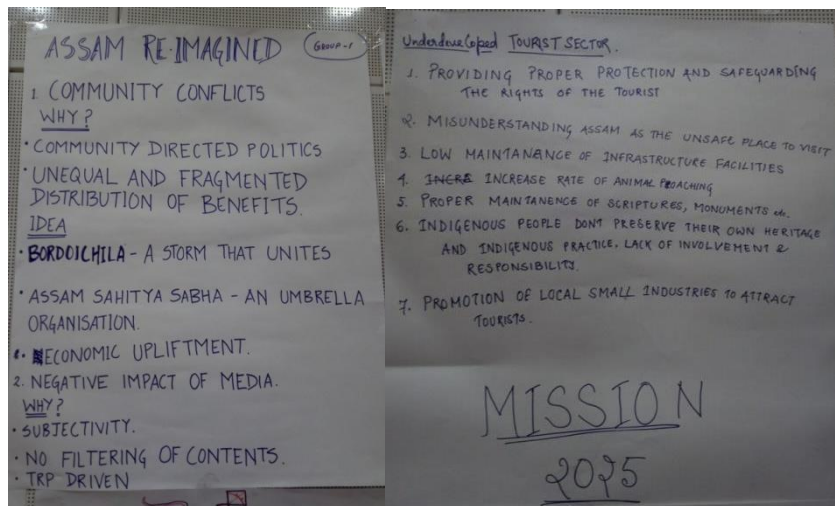 ASSAM RE-IMAGINED
GROUP-1
1. COMMUNITY CONFLICTS
WHY?
• COMMUNITY DIRECTED POLITICS
• UNEQUAL AND FRAGMENTED
DISTRIBUTION OF BENEFITS.
IDEA
• BORDOICHILA - A STORM THAT UNITES
• ASSAM SAHITYA SABHA - AN UMBRELLA
ORGANISATION.
• ECONOMIC UPLIFTMENT.
2. NEGATIVE IMPACT OF MEDIA.
WHY?
• SUBJECTIVITY.
• NO FILTERING OF CONTENTS.
• TRP DRIVEN
Underdeveloped TOURIST SECTOR.
1. PROVIDING PROPER PROTECTION AND SAFEGUARDING
THE RIGHTS OF THE TOURIST
2. MISUNDERSTANDING ASSAM AS THE UNSAFE PLACE TO VISIT
3. LOW MAINTANANCE OF INFRASTRUCTURE FACILITIES
4. INCRE INCREASE RATE OF ANIMAL POACHING
5. PROPER MAINTANENCE OF SCRIPTURES, MONUMENTS etc.
6. INDIGENOUS PEOPLE DON'T PRESERVE THEIR OWN HERITAGE
AND INDIGENOUS PRACTICE, LACK OF INVOLVEMENT &
RESPONSIBILITY.
7. PROMOTION OF LOCAL SMALL INDUSTRIES TO ATTRACT
TOURISTS.
MISSION
2025